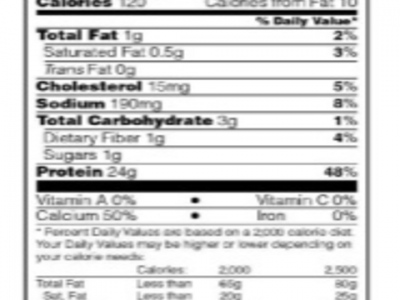 Calories 120 Calories from Fat 10
% Daily Value*
Total Fat 1g 2%
Saturated Fat 0.5g 3%
Trans Fat 0g
Cholesterol 15mg 5%
Sodium 190mg 8%
Total Carbohydrate 3g 1%
Dietary Fiber 1g 4%
Sugars 1g
Protein 24g 48%
Vitamin A 0% • Vitamin C 0%
Calcium 50% • Iron 0%
* Percent Daily Values are based on a 2,000 calorie diet.
Your Daily Values may be higher or lower depending on
your calorie needs:
Calories: 2,000 2,500
Total Fat Less than 65g 80g
Sat. Fat Less than 20g 25g